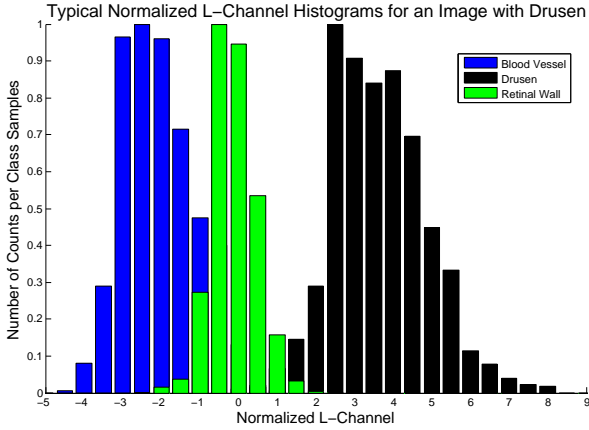 Typical Normalized L−Channel Histograms for an Image with Drusen
Number of Counts per Class Samples
1
0.9
0.8
0.7
0.6
0.5
0.4
0.3
0.2
0.1
0
Blood Vessel
Drusen
Retinal Wall
−5 −4 −3 −2 −1 0 1 2 3 4 5 6 7 8 9
Normalized L−Channel